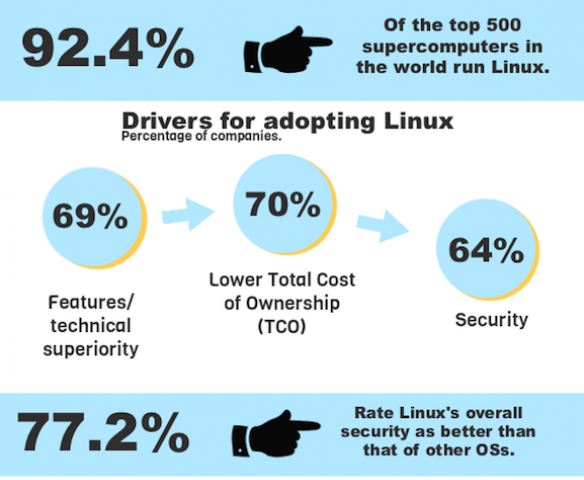 92.4%
Of the top 500
supercomputers in
the world run Linux.
Drivers for adopting Linux
Percentage of companies.
69%
Features/
technical
superiority
70%
Lower Total Cost
of Ownership
(TCO)
64%
Security
77.2%
Rate Linux's overall
security as better than
that of other OSs.